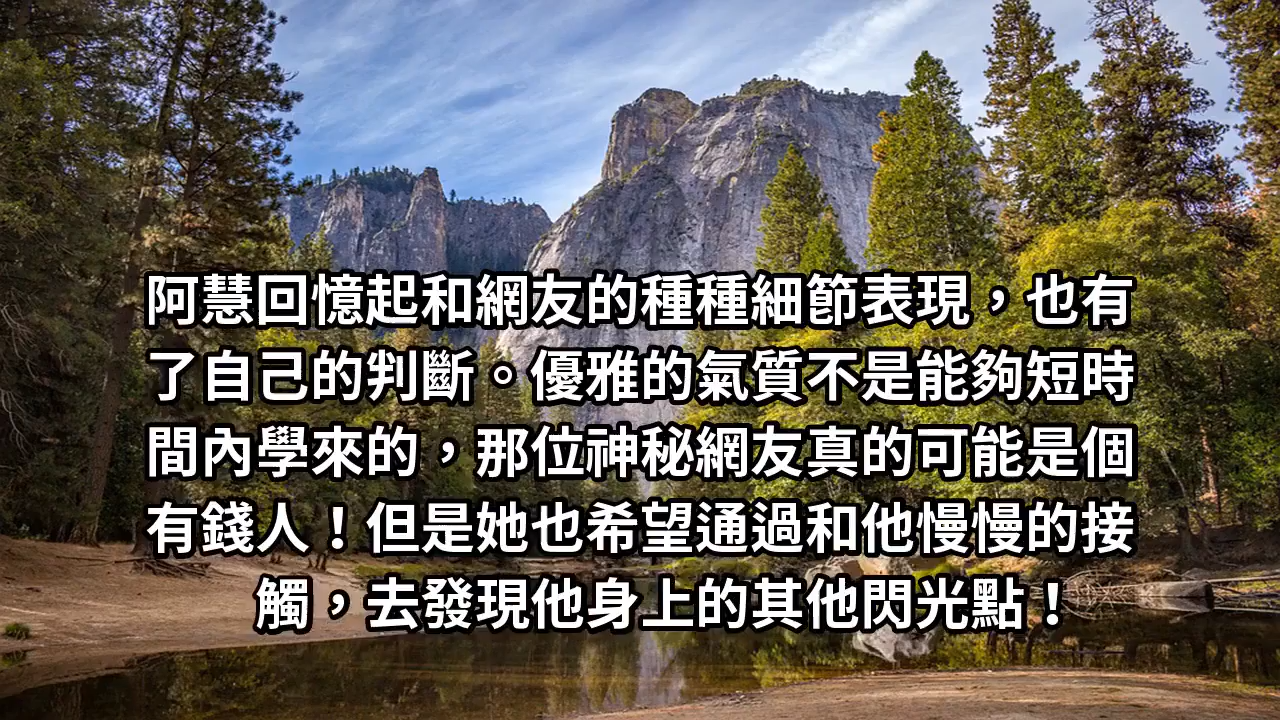 阿慧回憶起和網友的種種細節表現，也有
了自己的判斷。優雅的氣質不是能夠短時
間內學來的，那位神秘網友真的可能是個
有錢人！但是她也希望通過和他慢慢的接
觸，去發現他身上的其他閃光點！